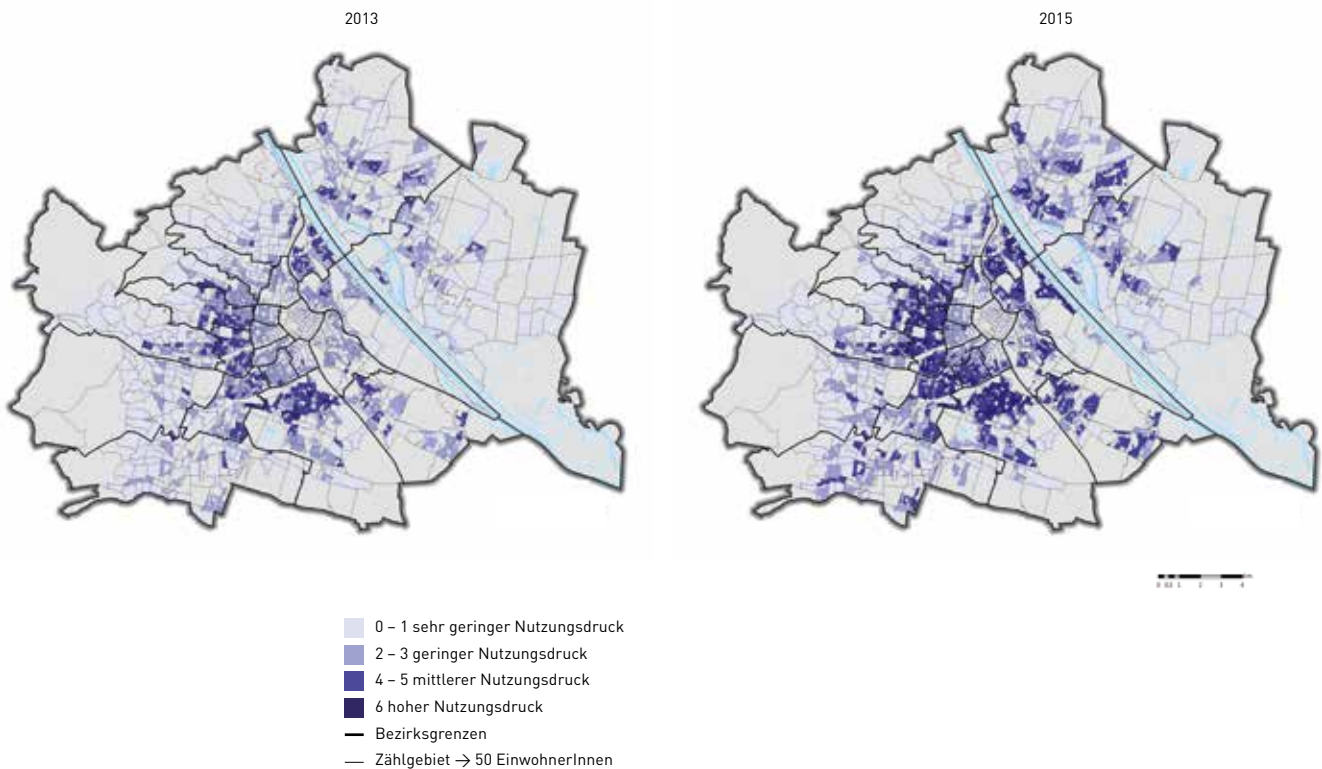 2013
2015
0 – 1 sehr geringer Nutzungsdruck
2 – 3 geringer Nutzungsdruck
4 – 5 mittlerer Nutzungsdruck
6 hoher Nutzungsdruck
Bezirksgrenzen
Zählgebiet → 50 EinwohnerInnen